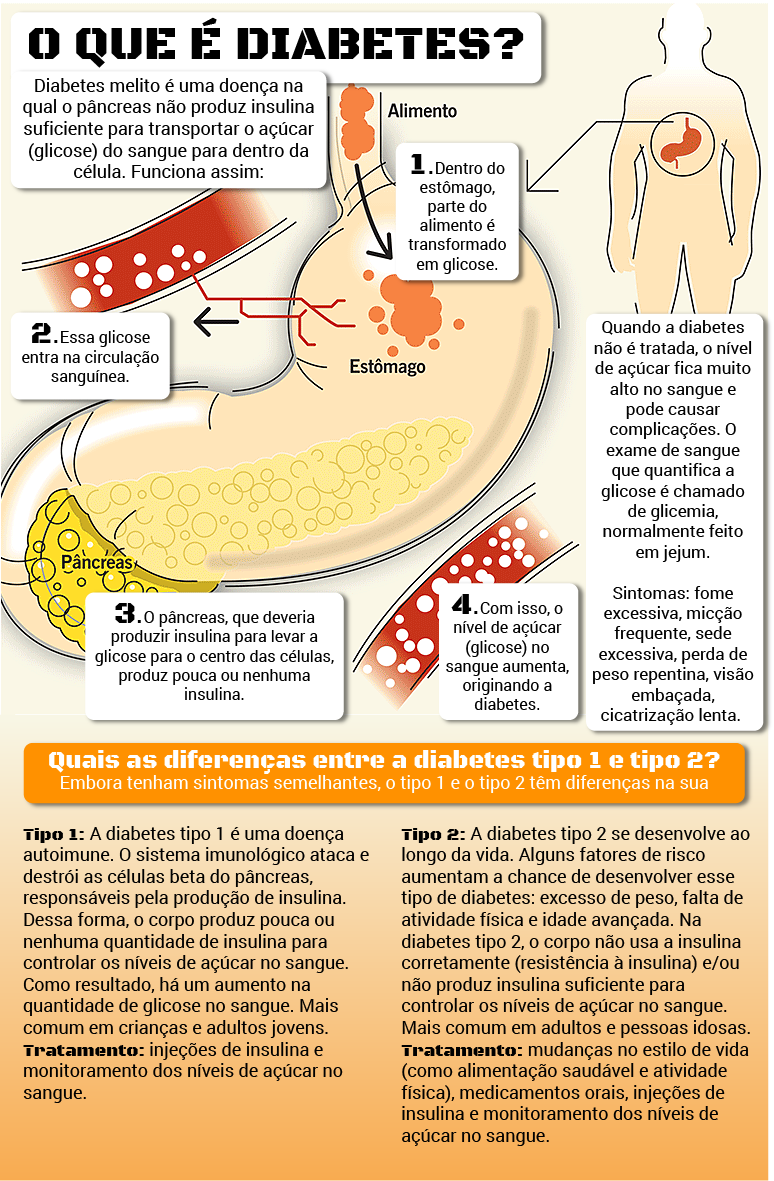 O QUE É DIABETES?
Diabetes melito é uma doença na
qual o pâncreas não produz insulina
suficiente para transportar o açúcar
(glicose) do sangue para dentro da
célula. Funciona assim:
Alimento
1.Dentro do
estômago,
parte do
alimento é
transformado
em glicose.
2.Essa glicose
entra na circulação
sanguínea.
Estômago
Quando a diabetes
não é tratada, o nível
de açúcar fica muito
alto no sangue e
pode causar
complicações. O
exame de sangue
que quantifica a
glicose é chamado
de glicemia,
normalmente feito
em jejum.
Sintomas: fome
excessiva, micção
frequente, sede
excessiva, perda de
peso repentina, visão
embaçada,
cicatrização lenta.
Pâncreas
3.O pâncreas, que deveria
produzir insulina para levar a
glicose para o centro das células,
produz pouca ou nenhuma
insulina.
4.Com isso, o
nível de açúcar
(glicose) no
sangue aumenta,
originando a
diabetes.
Quais as diferenças entre a diabetes tipo 1 e tipo 2?
Embora tenham sintomas semelhantes, o tipo 1 e o tipo 2 têm diferenças na sua
Tipo 1: A diabetes tipo 1 é uma doença
autoimune. O sistema imunológico ataca e
destrói as células beta do pâncreas,
responsáveis pela produção de insulina.
Dessa forma, o corpo produz pouca ou
nenhuma quantidade de insulina para
controlar os níveis de açúcar no sangue.
Como resultado, há um aumento na
quantidade de glicose no sangue. Mais
comum em crianças e adultos jovens.
Tratamento: injeções de insulina e
monitoramento dos níveis de açúcar no
sangue.
Tipo 2: A diabetes tipo 2 se desenvolve ao
longo da vida. Alguns fatores de risco
aumentam a chance de desenvolver esse
tipo de diabetes: excesso de peso, falta de
atividade física e idade avançada. Na
diabetes tipo 2, o corpo não usa a insulina
corretamente (resistência à insulina) e/ou
não produz insulina suficiente para
controlar os níveis de açúcar no sangue.
Mais comum em adultos e pessoas idosas.
Tratamento: mudanças no estilo de vida
(como alimentação saudável e atividade
física), medicamentos orais, injeções de
insulina e monitoramento dos níveis de
açúcar no sangue.